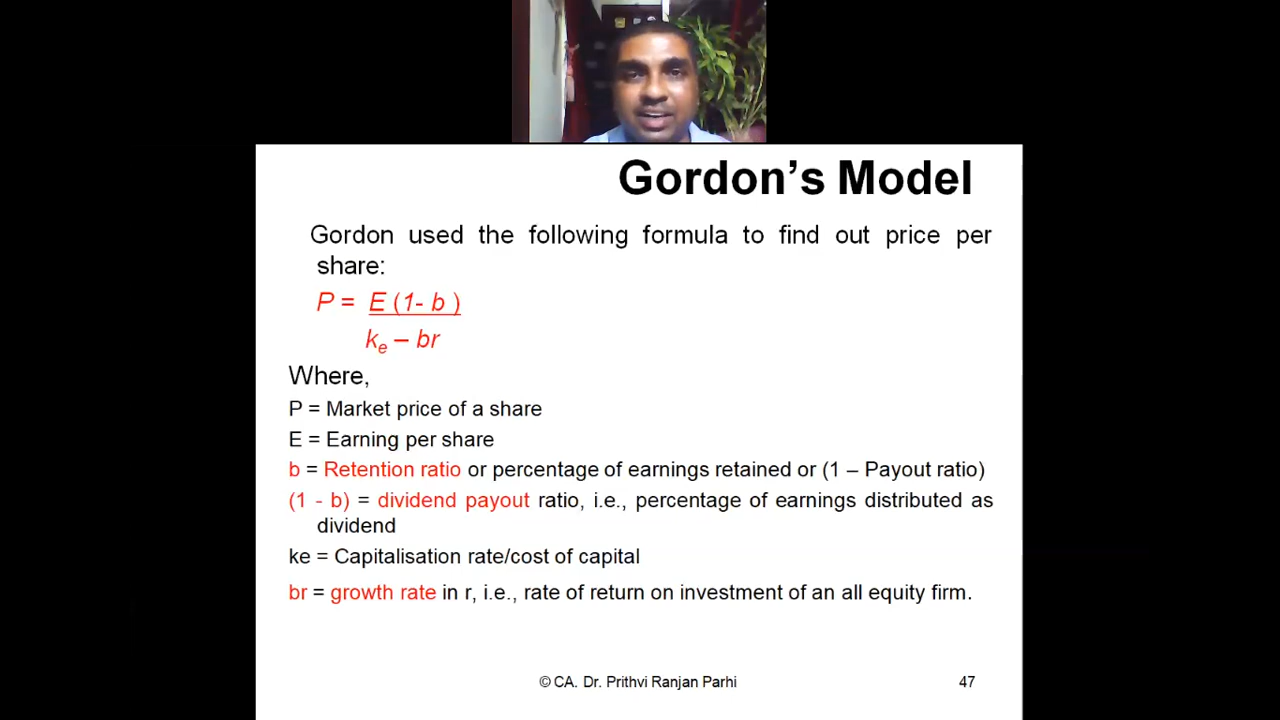 Gordon’s Model
Gordon used the following formula to find out price per
share:
P = E (1- b )
ke – br
Where,
P = Market price of a share
E = Earning per share
b = Retention ratio or percentage of earnings retained or (1 – Payout ratio)
(1 - b) = dividend payout ratio, i.e., percentage of earnings distributed as
dividend
ke = Capitalisation rate/cost of capital
br = growth rate in r, i.e., rate of return on investment of an all equity firm.
© CA. Dr. Prithvi Ranjan Parhi
47